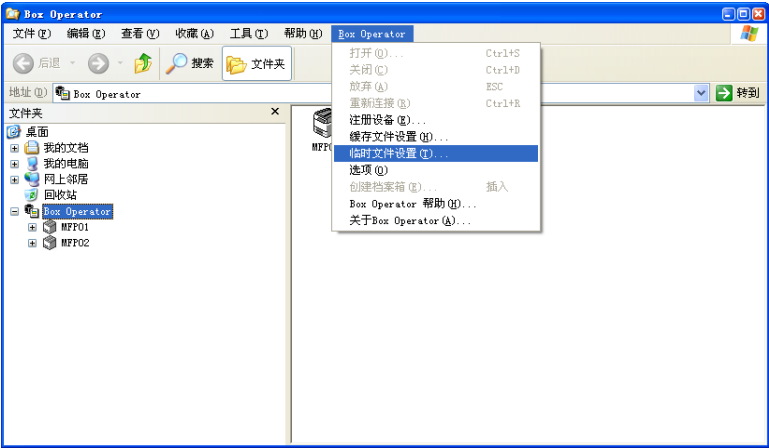 Box Operator
文件(F) 编辑(E) 查看(V) 收藏(A) 工具(T) 帮助(H) Box Operator
后退 搜索 文件夹
地址(D) Box Operator 转到
文件夹
桌面
我的文档
我的电脑
网上邻居
回收站
Box Operator
MFP01
MFP02
打开(O)... Ctrl+S
关闭(C) Ctrl+D
放弃(A) ESC
重新连接(R) Ctrl+R
注册设备(E)...
缓存文件设置(H)...
临时文件设置(T)...
选项(O)
创建档案箱(E)... 插入
Box Operator 帮助(H)...
关于Box Operator(A)...